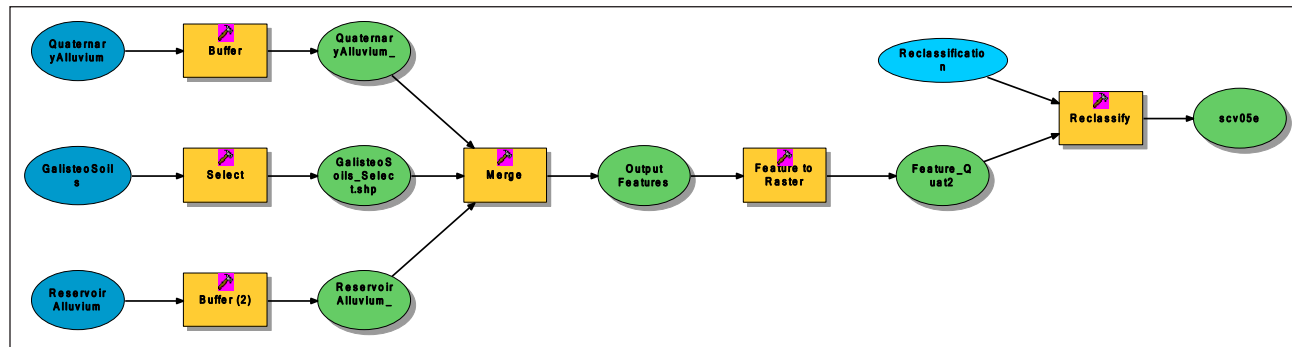 Quaternar
yAlluvium
Buffer
Quaternar
yAlluvium_
Reclassificatio
n
Reclassify
scv05e
GalisteoSoil
s
Select
GalisteoS
oils_Selec
t.shp
Merge
Output
Features
Feature to
Raster
Feature_Q
uat2
Reservoir
Alluvium
Buffer (2)
Reservoir
Alluvium_